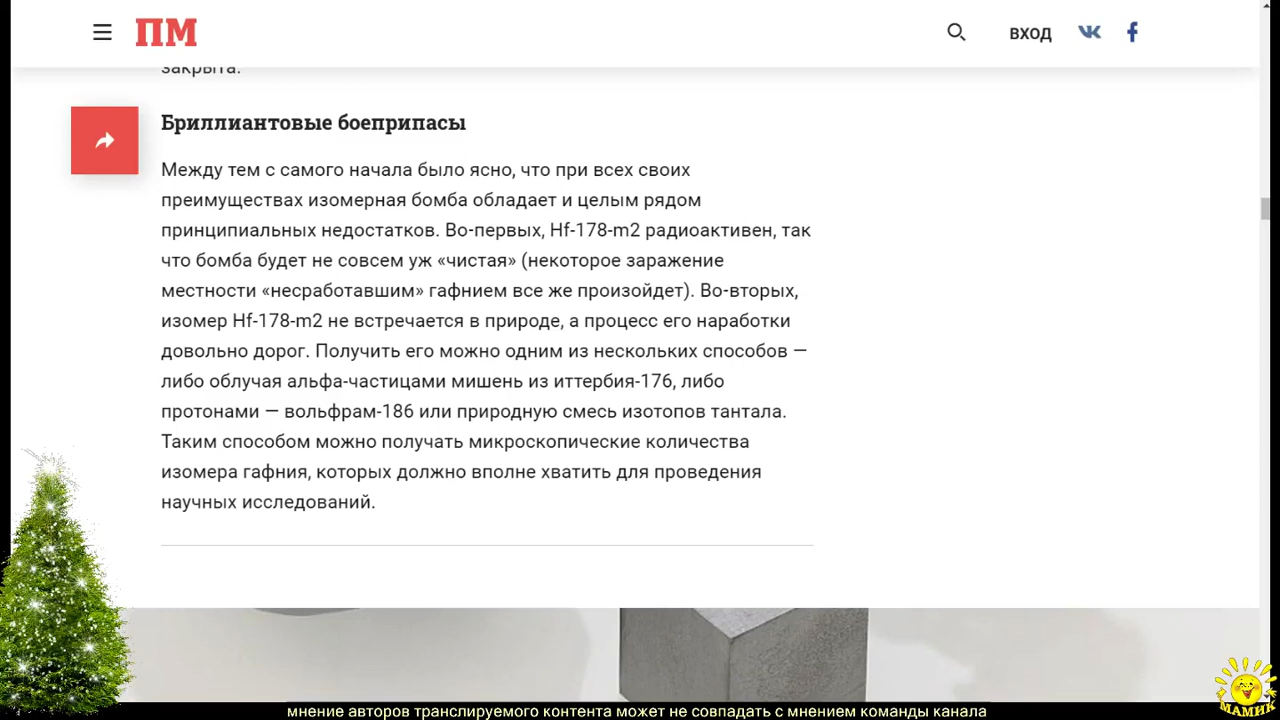 ПМ
ВХОД
закрыта.
Бриллиантовые боеприпасы
Между тем с самого начала было ясно, что при всех своих
преимуществах изомерная бомба обладает и целым рядом
принципиальных недостатков. Во-первых, Hf-178-m2 радиоактивен, так
что бомба будет не совсем уж «чистая» (некоторое заражение
местности «несработавшим» гафнием все же произойдет). Во-вторых,
изомер Hf-178-m2 не встречается в природе, а процесс его наработки
довольно дорог. Получить его можно одним из нескольких способов —
либо облучая альфа-частицами мишень из иттербия-176, либо
протонами — вольфрам-186 или природную смесь изотопов тантала.
Таким способом можно получать микроскопические количества
изомера гафния, которых должно вполне хватить для проведения
научных исследований.
МАМИК
мнение авторов транслируемого контента может не совпадать с мнением команды канала